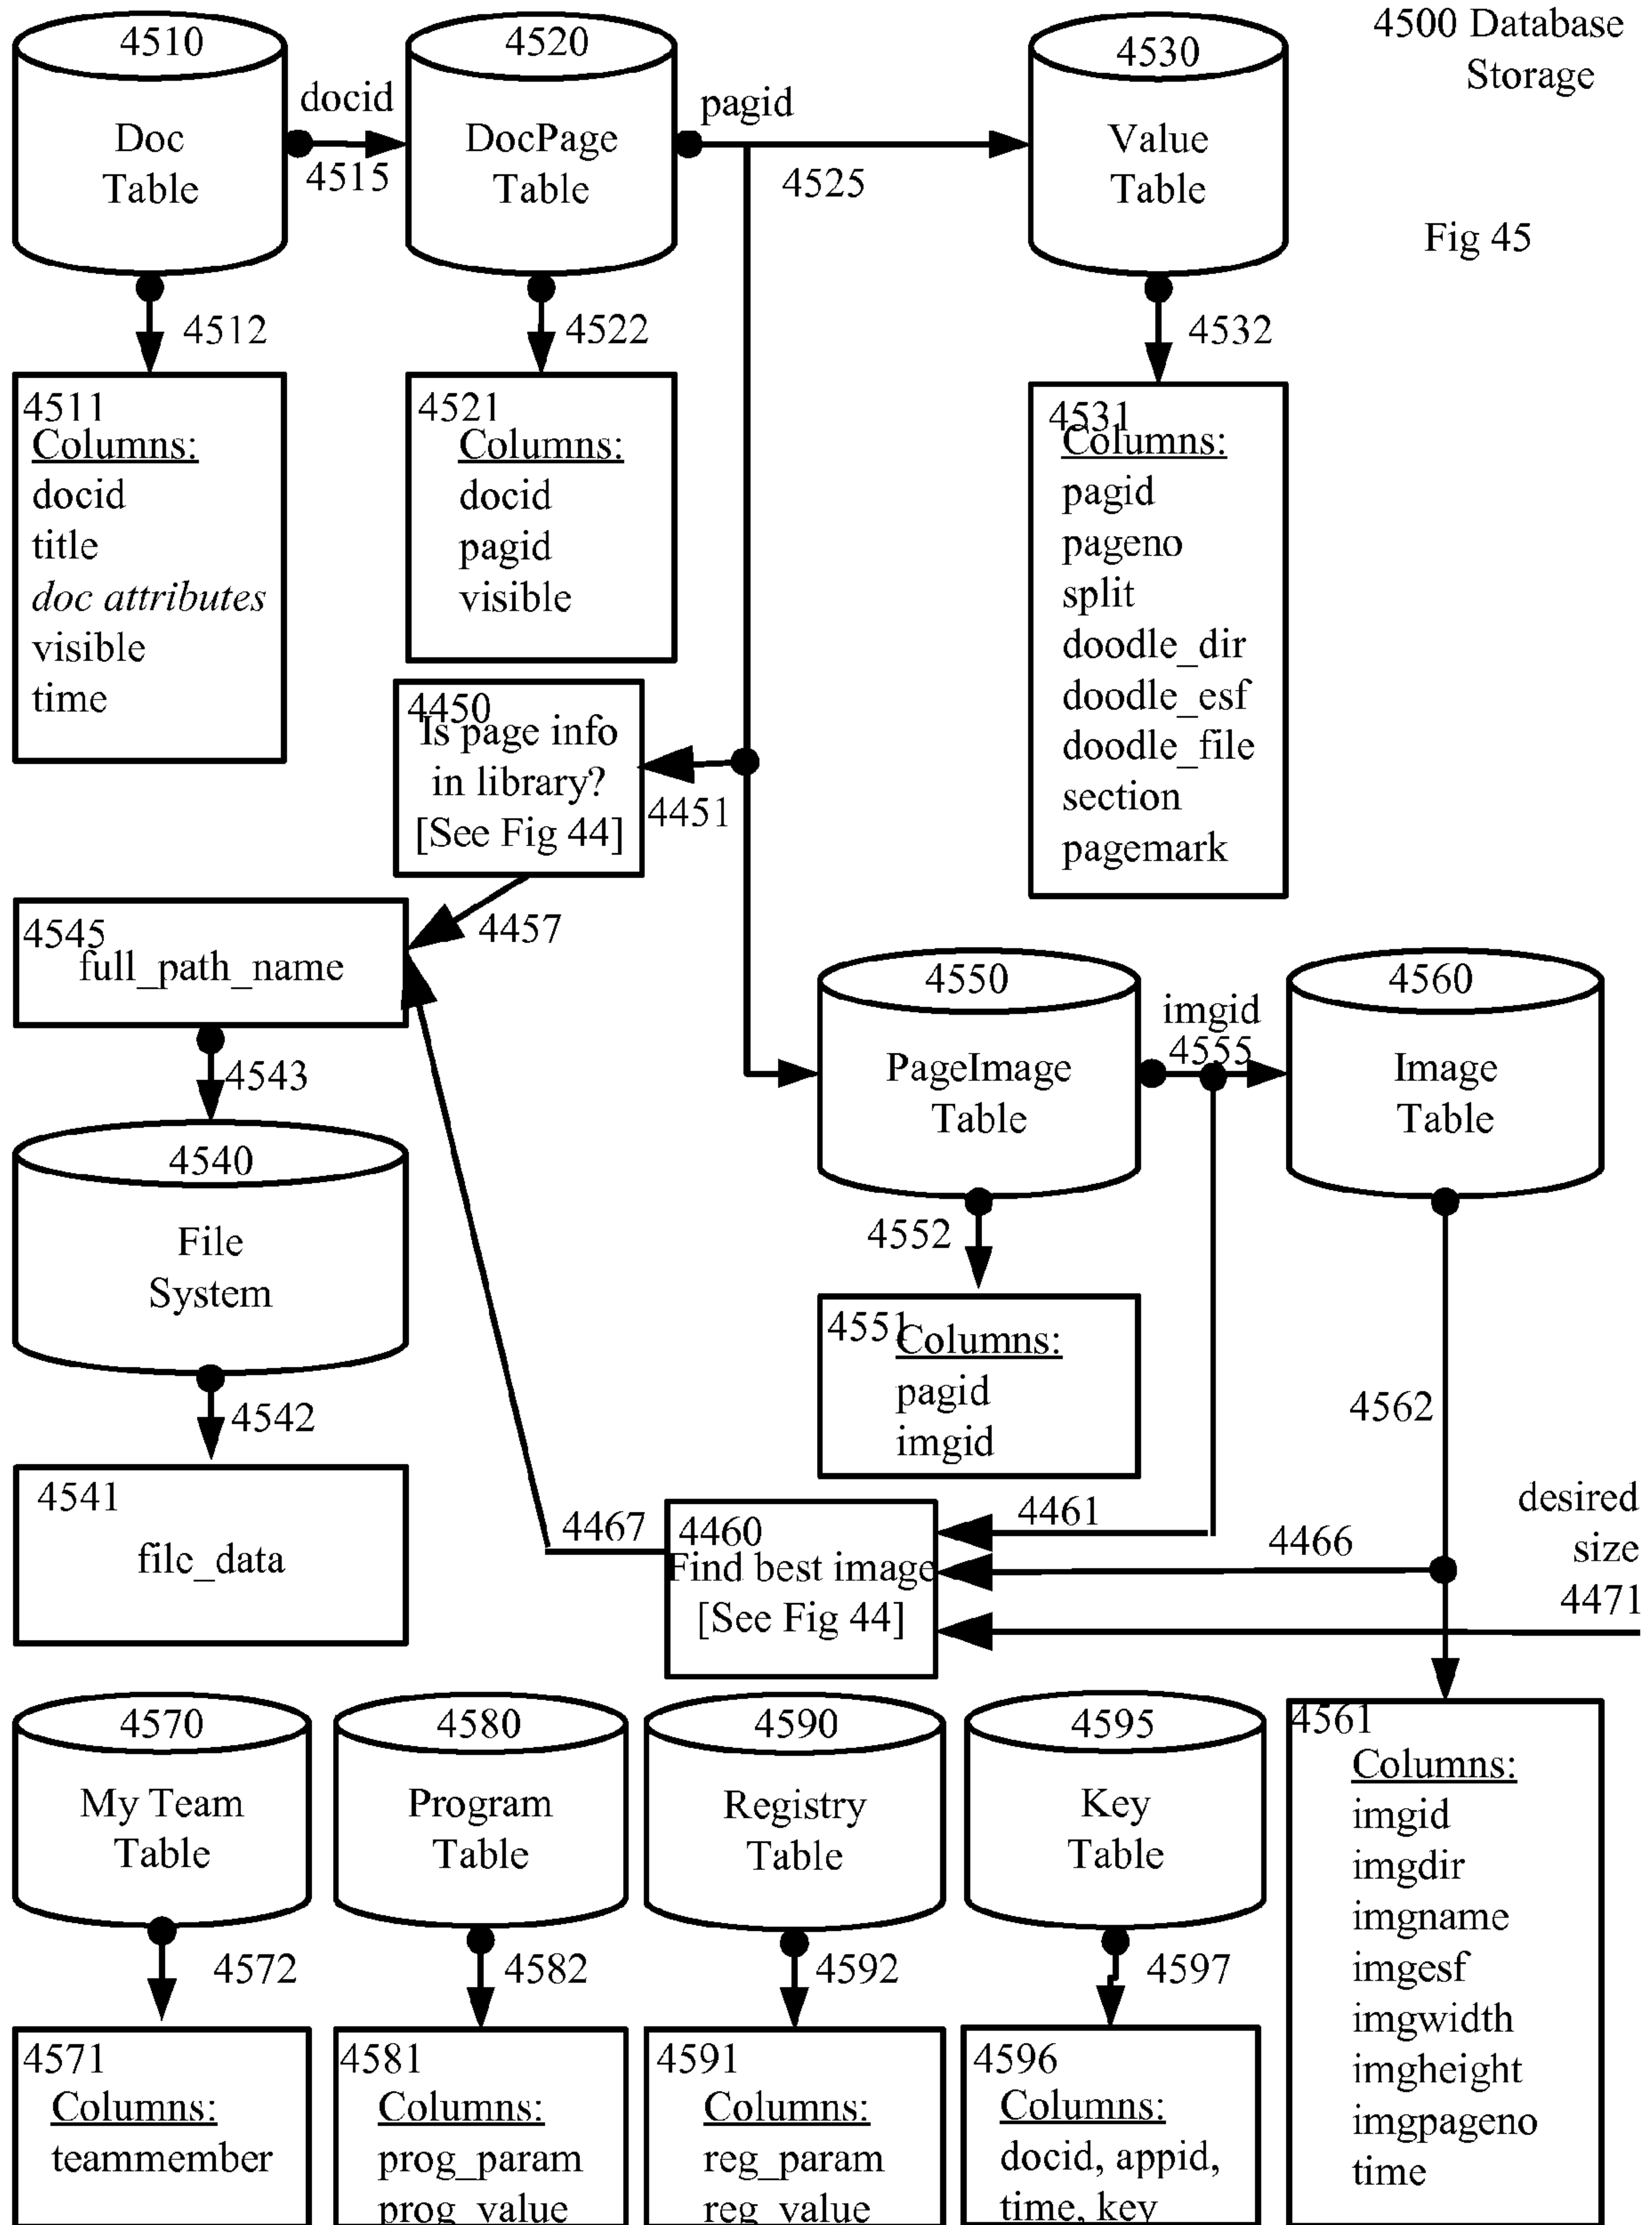 4500 Database
Storage
Fig 45
4510
Doc
Table
docid
4515
4520
DocPage
Table
pagid
4525
4530
Value
Table
4512
4522
4532
4511
Columns:
docid
title
doc attributes
visible
time
4521
Columns:
docid
pagid
visible
4531
Columns:
pagid
pageno
split
doodle_dir
doodle_esf
doodle_file
section
pagemark
4450
Is page info
in library?
[See Fig 44]
4451
4457
4545
full_path_name
4543
4540
File
System
4542
4541
file_data
4550
PageImage
Table
imgid
4555
4560
Image
Table
4552
4551
Columns:
pagid
imgid
4562
4467
4460
Find best image
[See Fig 44]
4461
4466
desired
size
4471
4570
My Team
Table
4580
Program
Table
4590
Registry
Table
4595
Key
Table
4572
4582
4592
4597
4571
Columns:
teammember
4581
Columns:
prog_param
prog_value
4591
Columns:
reg_param
reg_value
4596
Columns:
docid, appid,
time, key
4561
Columns:
imgid
imgdir
imgname
imgesf
imgwidth
imgheight
imgpageno
time